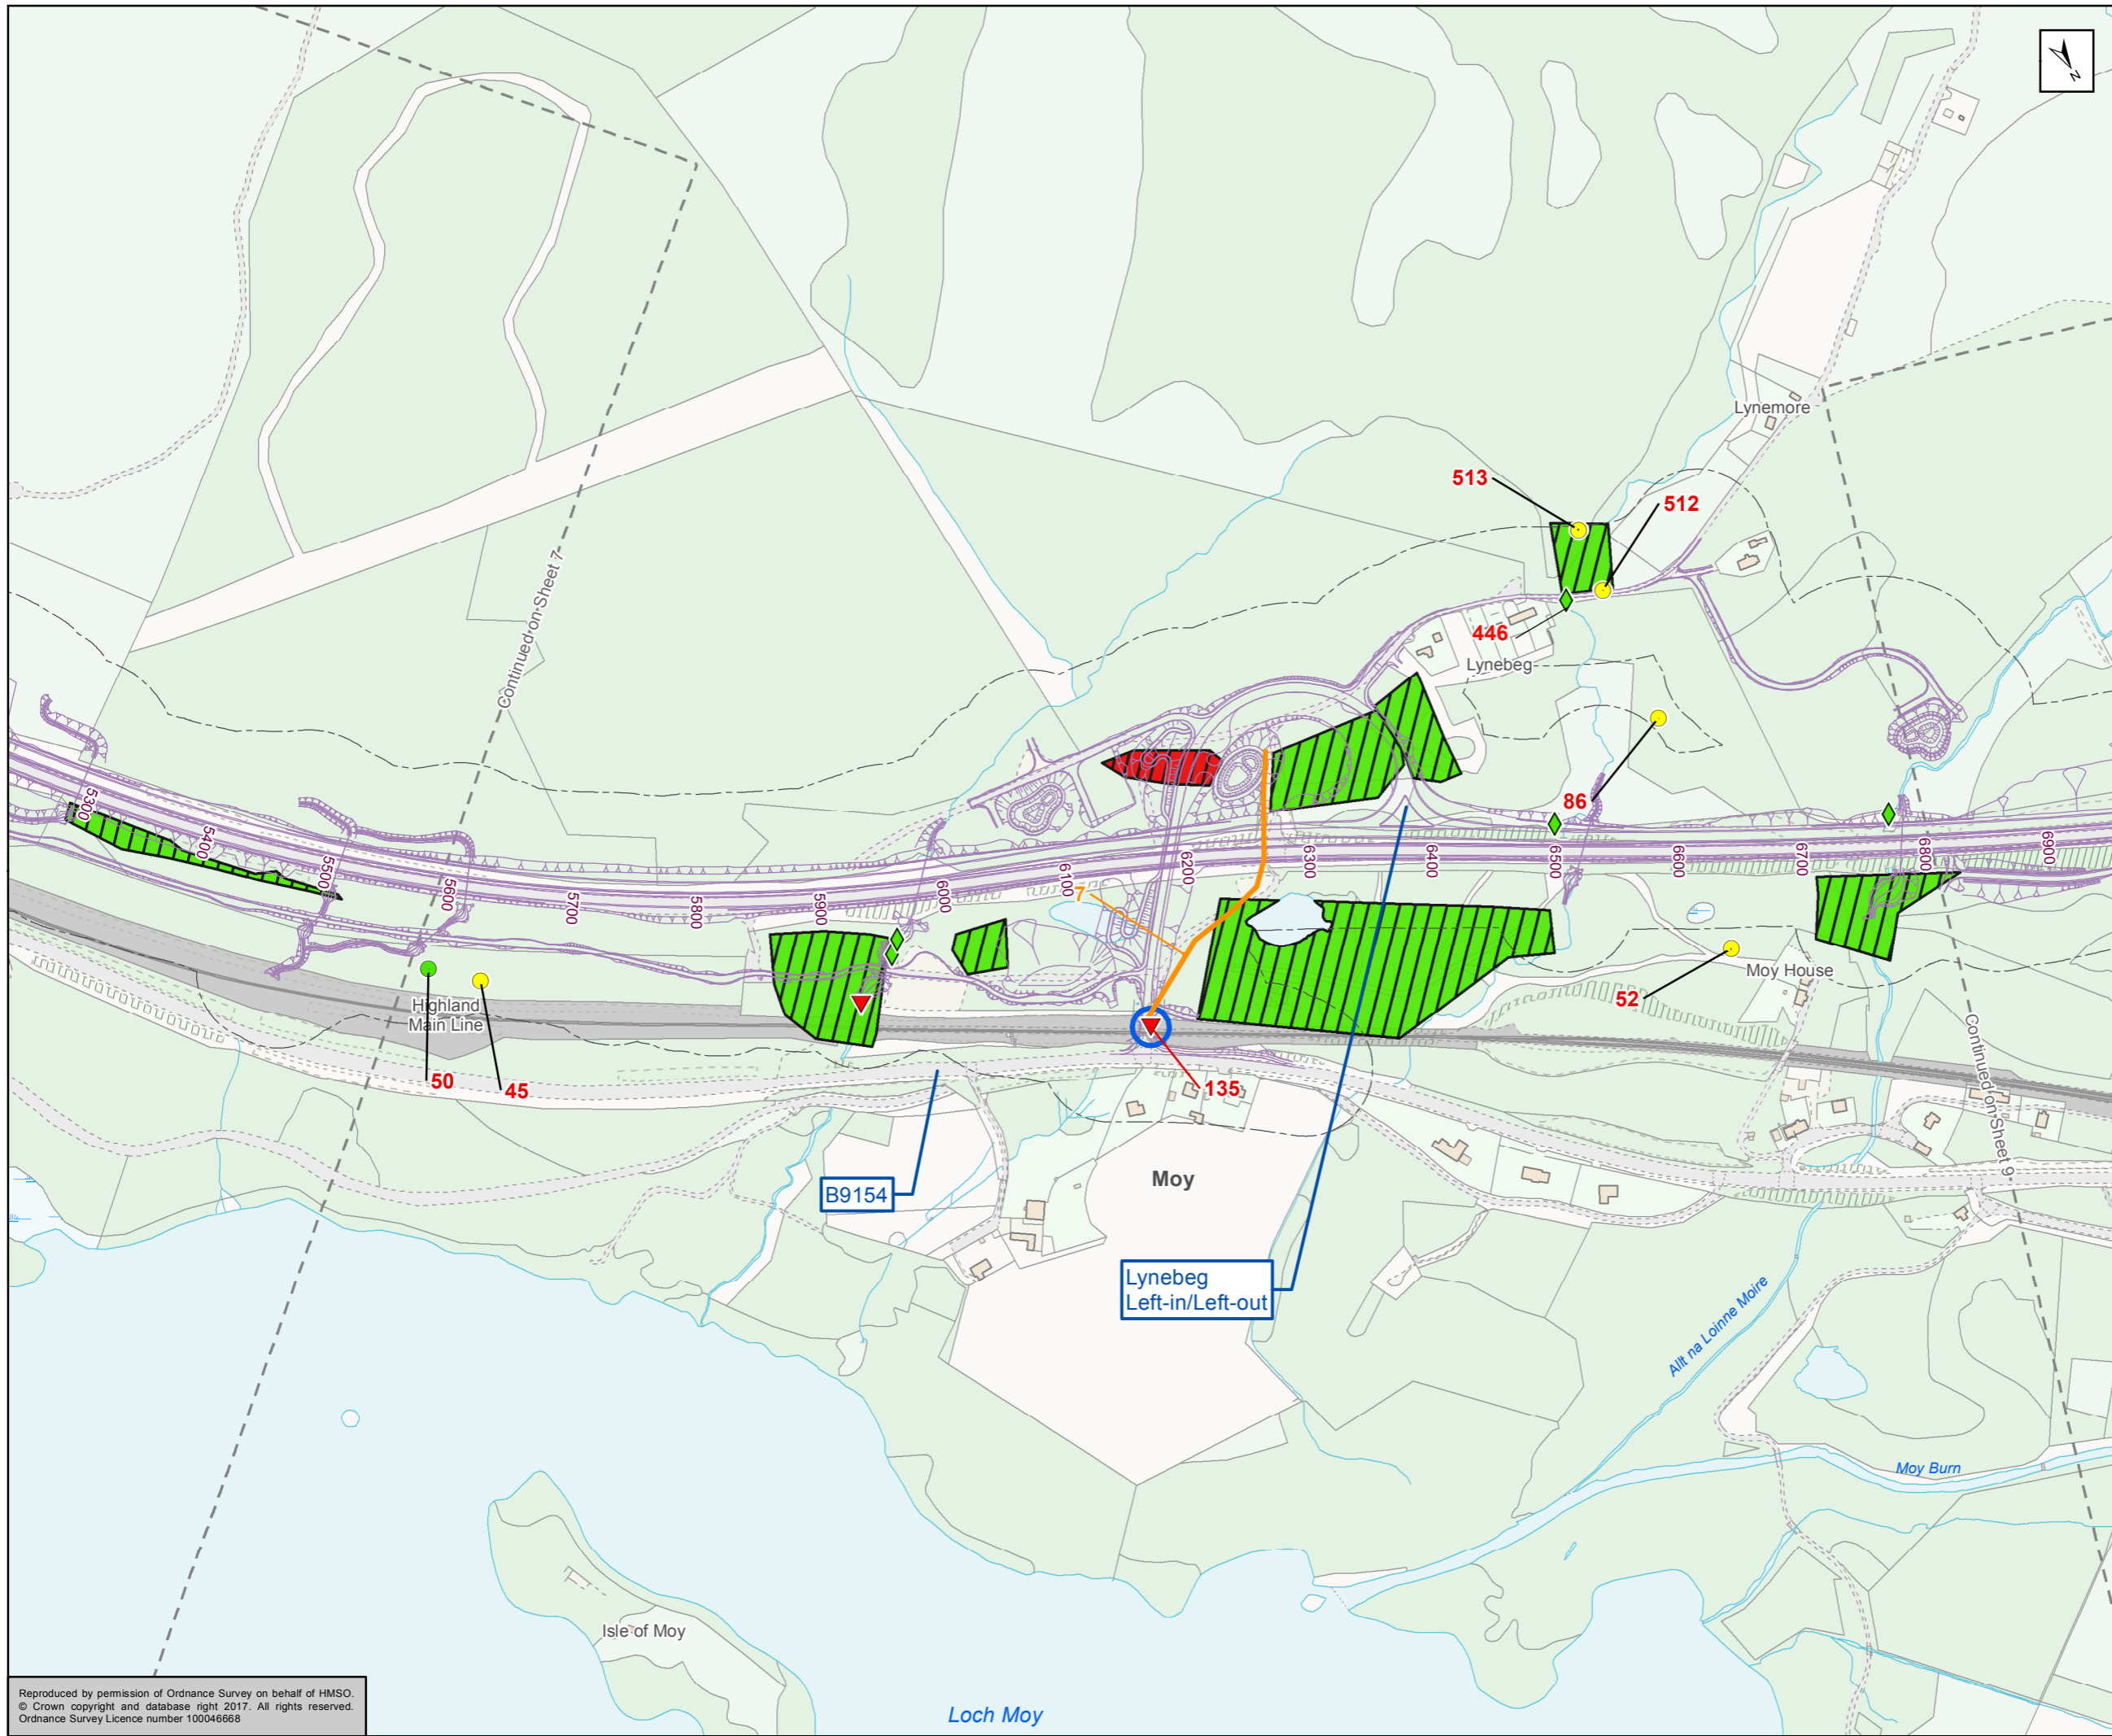 N
Lynemore
513
512
Continued on Sheet 7
446
Lynebeg
86
5300
5400
5500
5600
5700
5800
5900
6000
6100
6200
6300
6400
6500
6600
6700
6800
6900
7
52
Moy House
Highland
Main Line
50
45
135
Continued on Sheet 9
B9154
Moy
Lynebeg
Left-in/Left-out
Allt na Loinne Moire
Moy Burn
Isle of Moy
Loch Moy
Reproduced by permission of Ordnance Survey on behalf of HMSO.
© Crown copyright and database right 2017. All rights reserved.
Ordnance Survey Licence number 100046668